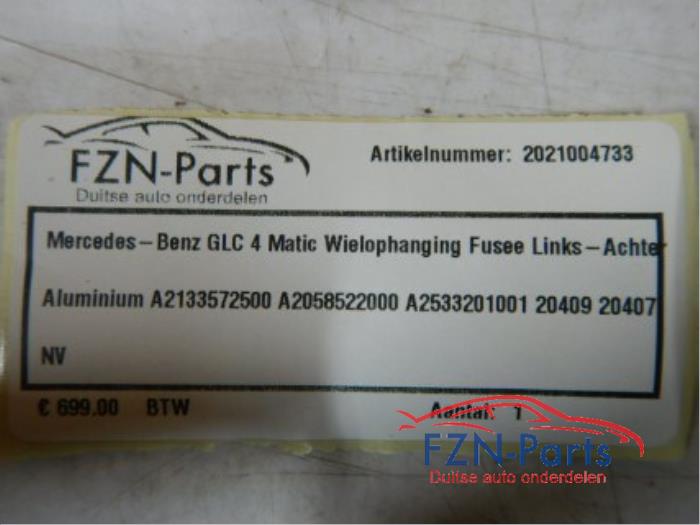 FZN-Parts
Duitse auto onderdelen
Artikelnummer: 2021004733
Mercedes-Benz GLC 4 Matic Wielophanging Fusee Links-Achter
Aluminium A2133572500 A2058522000 A2533201001 20409 20407
NV
€ 699.00 BTW
Aantal: 1
FZN-Parts
Duitse auto onderdelen